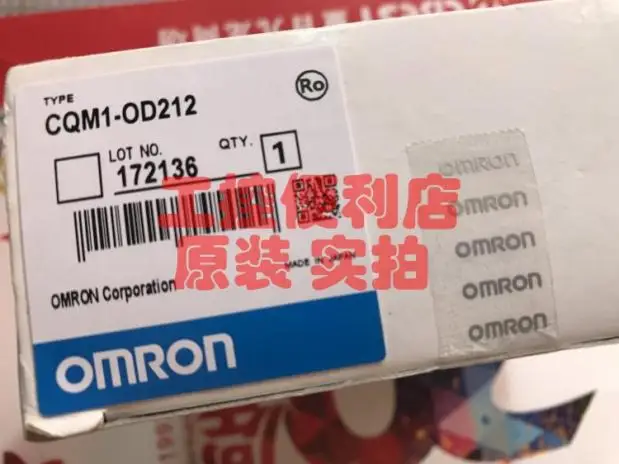 TYPE
Ro
CQM1-OD212
LOT NO.
172136
QTY.
1
工控便利店
原装 实拍
MADE IN JAPAN
OMRON Corporation
OMRON
OMRON
OMRON
OMRON
OMRON
OMRON